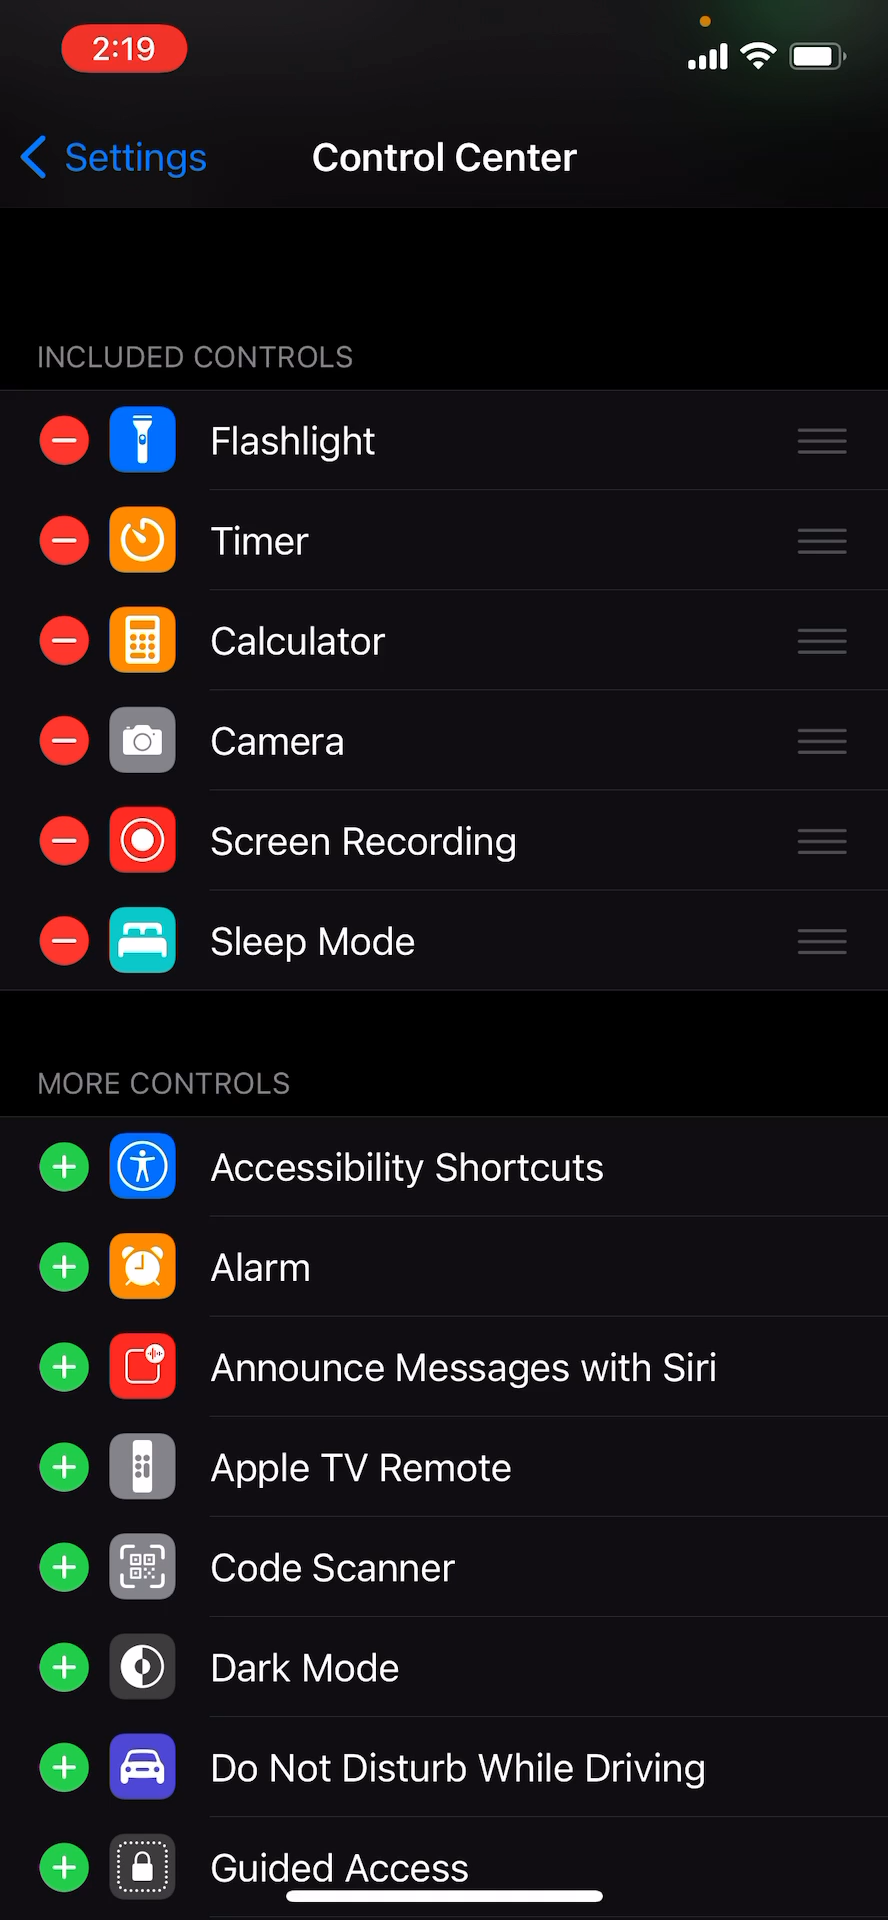 2:19
Settings
Control Center
INCLUDED CONTROLS
Flashlight
Timer
Calculator
Camera
Screen Recording
Sleep Mode
MORE CONTROLS
Accessibility Shortcuts
Alarm
Announce Messages with Siri
Apple TV Remote
Code Scanner
Dark Mode
Do Not Disturb While Driving
Guided Access